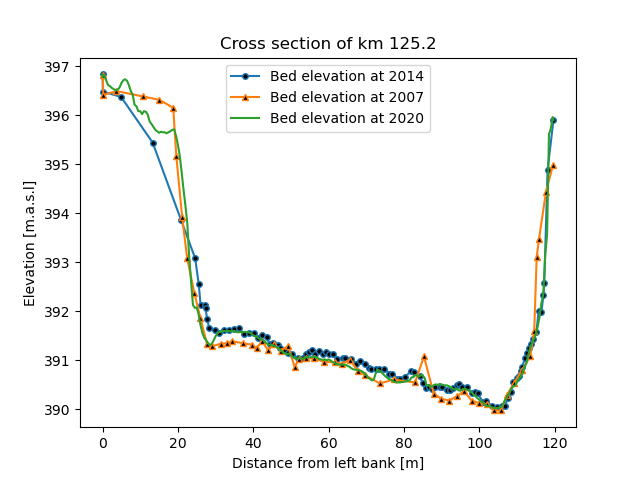 Cross section of km 125.2
Bed elevation at 2014
Bed elevation at 2007
Bed elevation at 2020
Elevation [m.a.s.l]
397
396
395
394
393
392
391
390
0 20 40 60 80 100 120
Distance from left bank [m]